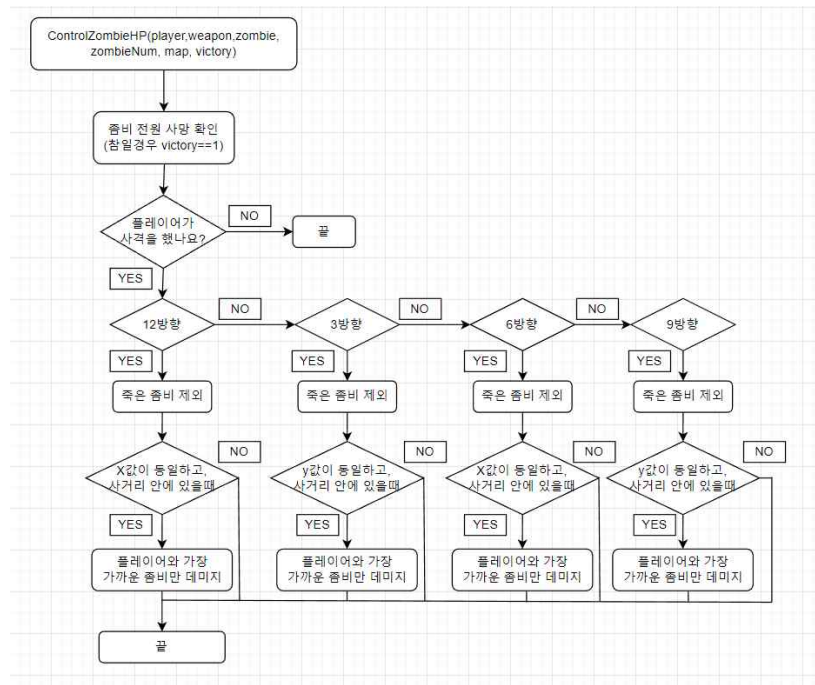 ControlZombieHP(player,weapon,zombie,
zombieNum, map, victory)
좀비 전원 사망 확인
(참일경우 victory==1)
플레이어가
사격을 했나요?
NO
끝
YES
12방향
NO
3방향
NO
6방향
NO
9방향
YES
YES
YES
YES
죽은 좀비 제외
죽은 좀비 제외
죽은 좀비 제외
죽은 좀비 제외
X값이 동일하고,
사거리 안에 있을때
NO
y값이 동일하고,
사거리 안에 있을때
NO
X값이 동일하고,
사거리 안에 있을때
NO
y값이 동일하고,
사거리 안에 있을때
NO
YES
YES
YES
YES
플레이어와 가장
가까운 좀비만 데미지
플레이어와 가장
가까운 좀비만 데미지
플레이어와 가장
가까운 좀비만 데미지
플레이어와 가장
가까운 좀비만 데미지
끝